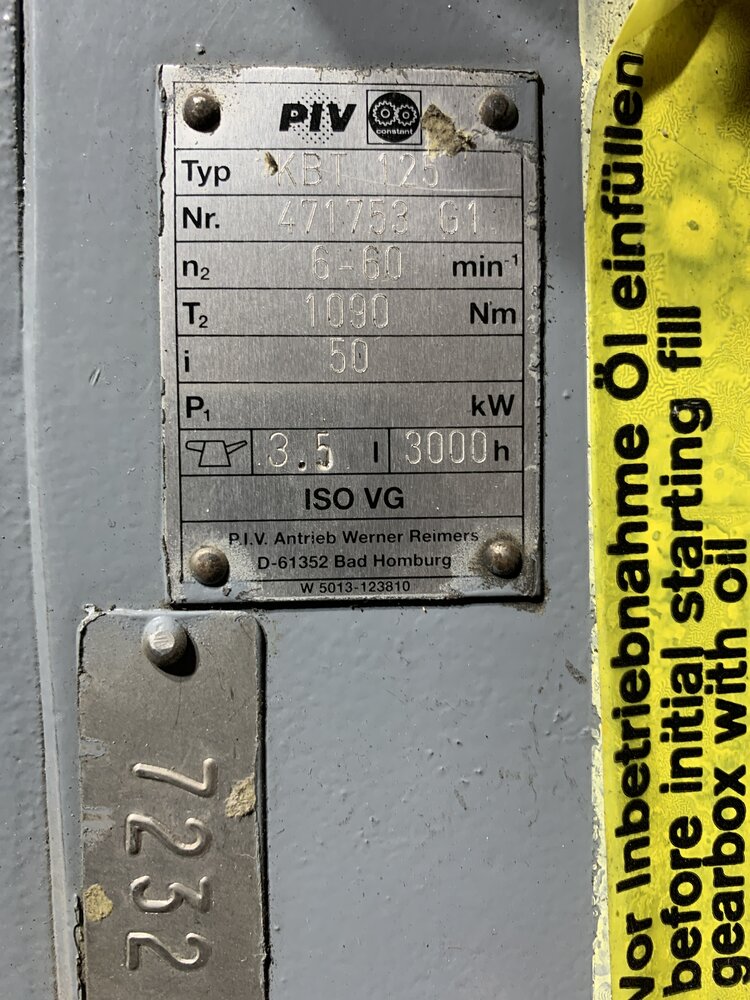 PIV
constant
Typ KBT 125
Nr. 471753 G1
n₂ 6-60 min⁻¹
T₂ 1090 Nm
i 50
P₁ kW
3.5 l 3000 h
ISO VG
P.I.V. Antrieb Werner Reimers
D-61352 Bad Homburg
W 5013-123810
7232
Vor Inbetriebnahme Öl einfüllen
before initial starting fill
gearbox with oil